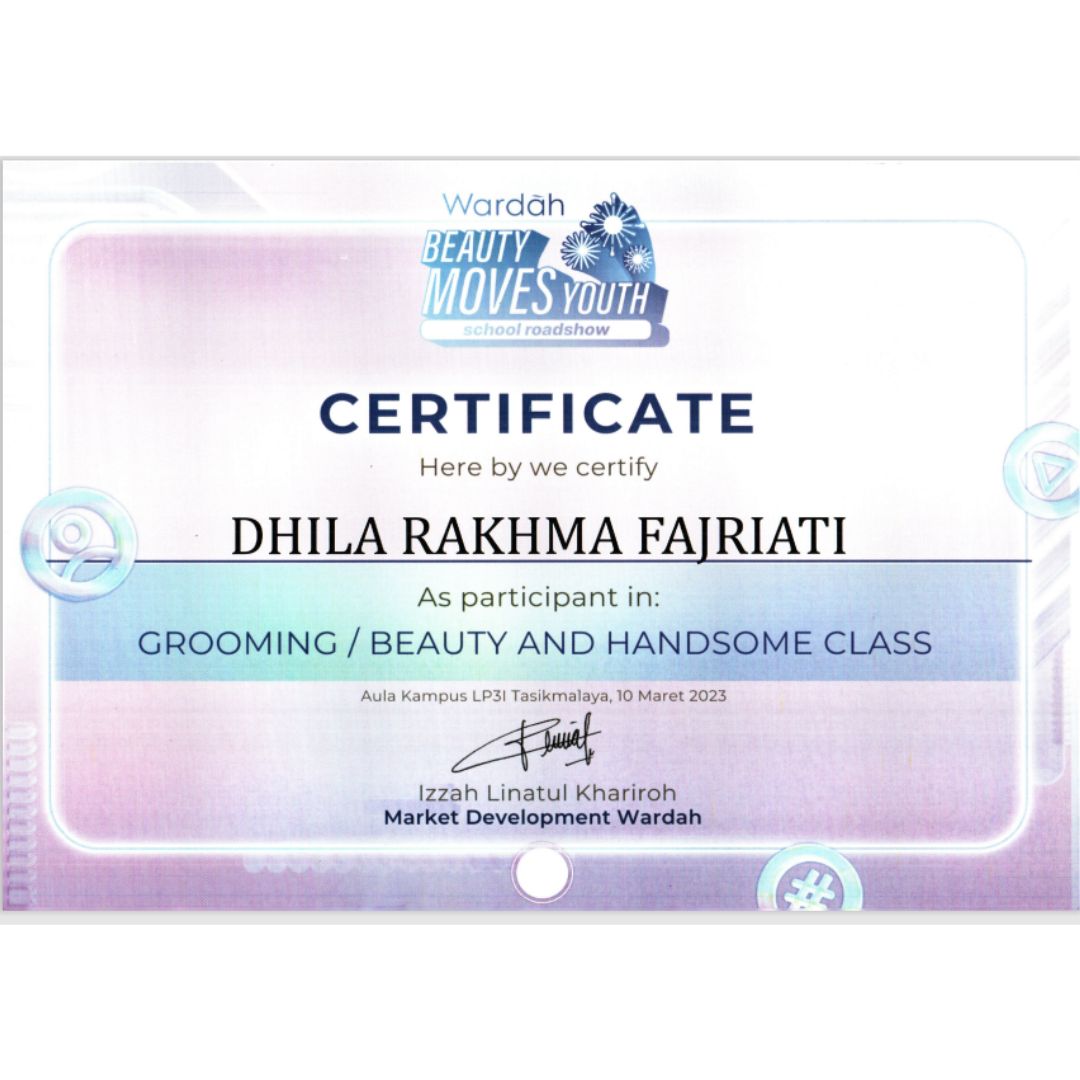 Wardãh
BEAUTY
MOVES YOUTH
school roadshow
CERTIFICATE
Here by we certify
DHILA RAKHMA FAJRIATI
As participant in:
GROOMING / BEAUTY AND HANDSOME CLASS
Aula Kampus LP3I Tasikmalaya, 10 Maret 2023
Izzah Linatul Khariroh
Market Development Wardah
#